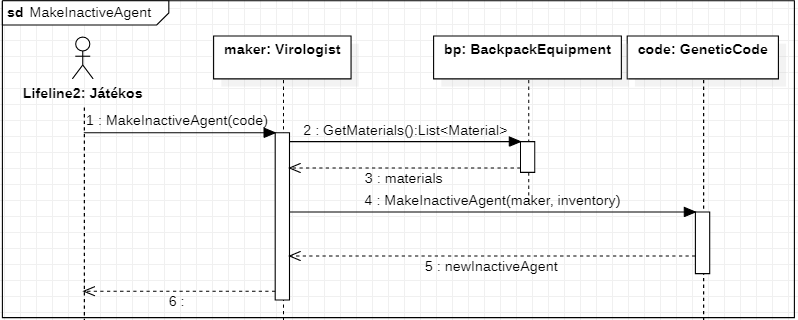 sd MakeInactiveAgent
maker: Virologist
bp: BackpackEquipment
code: GeneticCode
Lifeline2: Játékos
1 : MakeInactiveAgent(code)
2 : GetMaterials():List<Material>
3 : materials
4 : MakeInactiveAgent(maker, inventory)
5 : newInactiveAgent
6 :